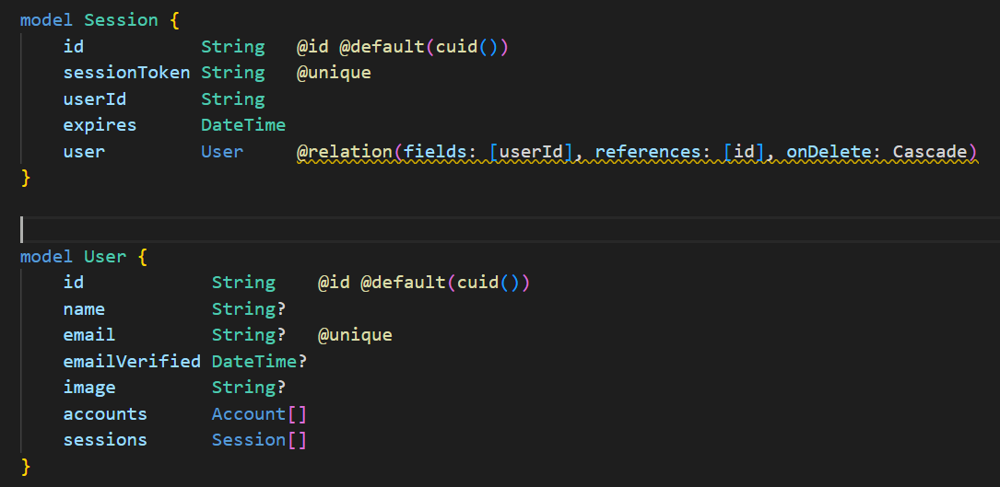 model Session {
id String @id @default(cuid())
sessionToken String @unique
userId String
expires DateTime
user User @relation(fields: [userId], references: [id], onDelete: Cascade)
}
model User {
id String @id @default(cuid())
name String?
email String? @unique
emailVerified DateTime?
image String?
accounts Account[]
sessions Session[]
}